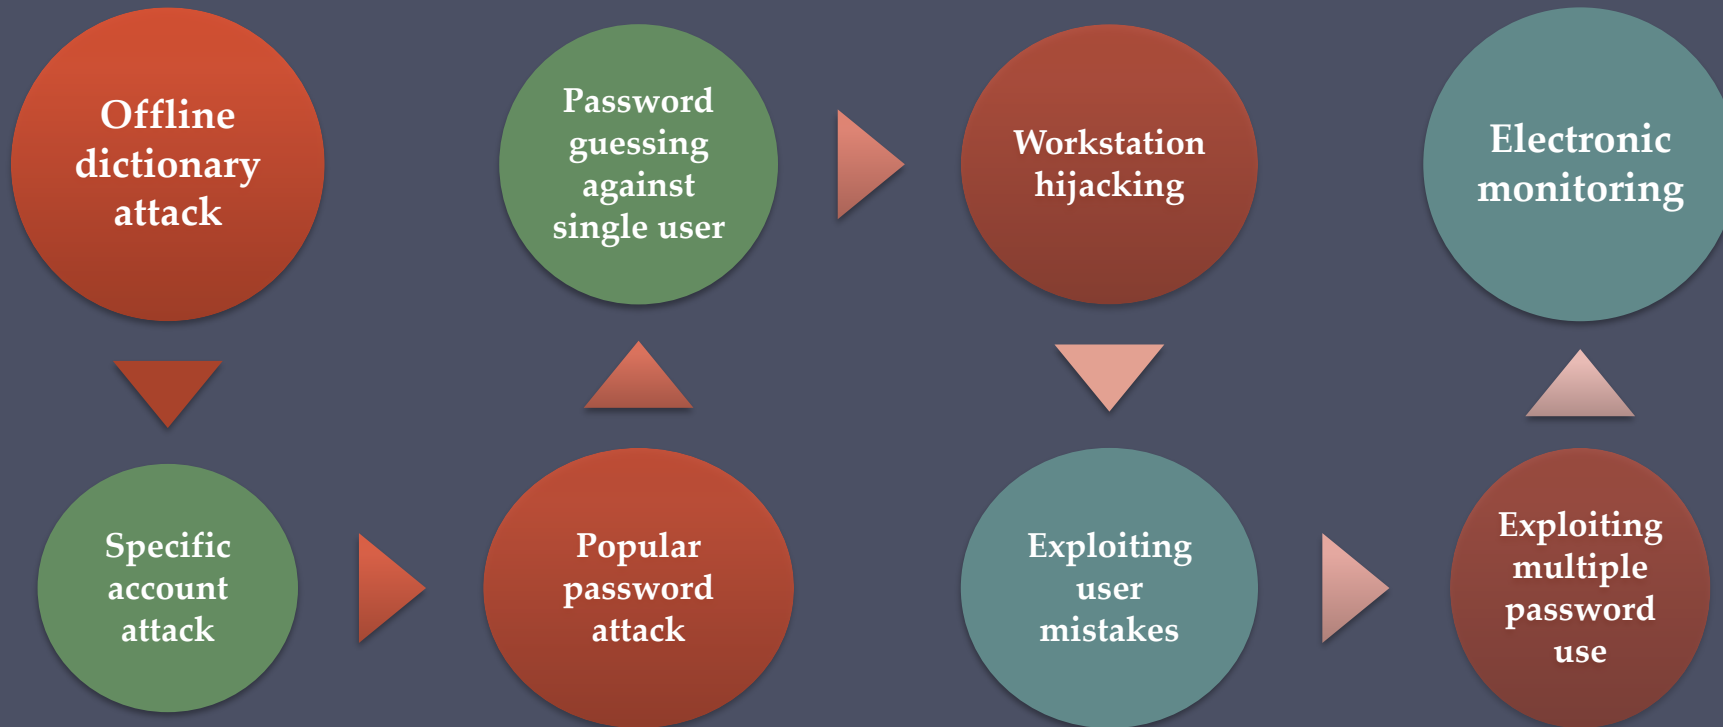 Offline
dictionary
attack
Specific
account
attack
Popular
password
attack
Password
guessing
against
single user
Workstation
hijacking
Exploiting
user
mistakes
Exploiting
multiple
password
use
Electronic
monitoring